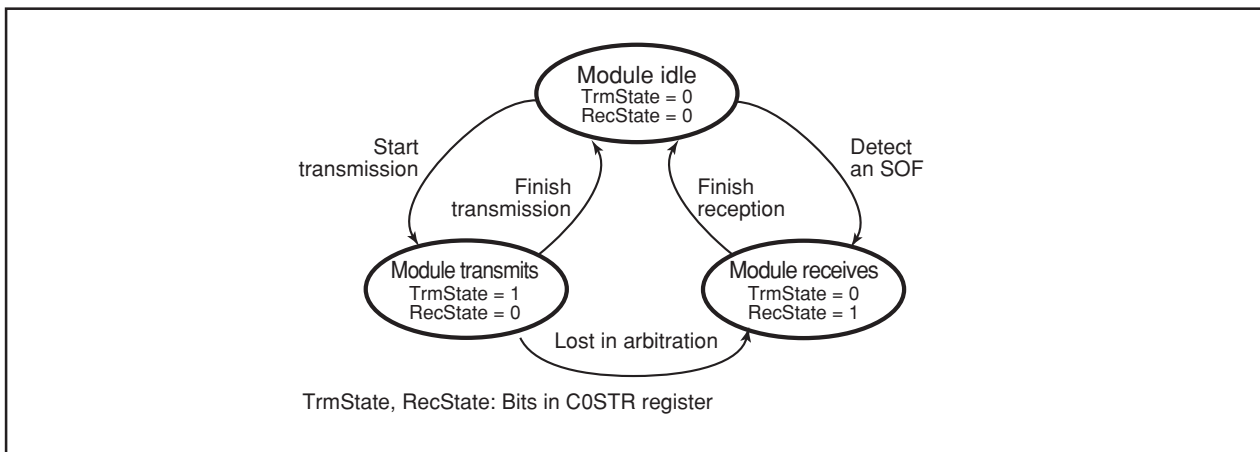 Module idle
TrmState = 0
RecState = 0
Start
transmission
Finish
transmission
Finish
reception
Detect
an SOF
Module transmits
TrmState = 1
RecState = 0
Module receives
TrmState = 0
RecState = 1
Lost in arbitration
TrmState, RecState: Bits in C0STR register